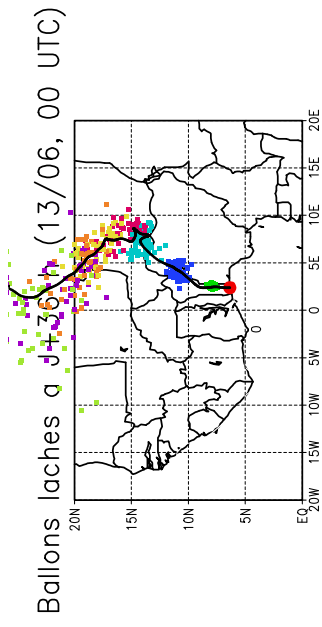 Ballons laches a J+36H (13/06, 00 UTC)
20N
15N
10N
5N
EQ
20W 15W 10W 5W 0 5E 10E 15E 20E
0